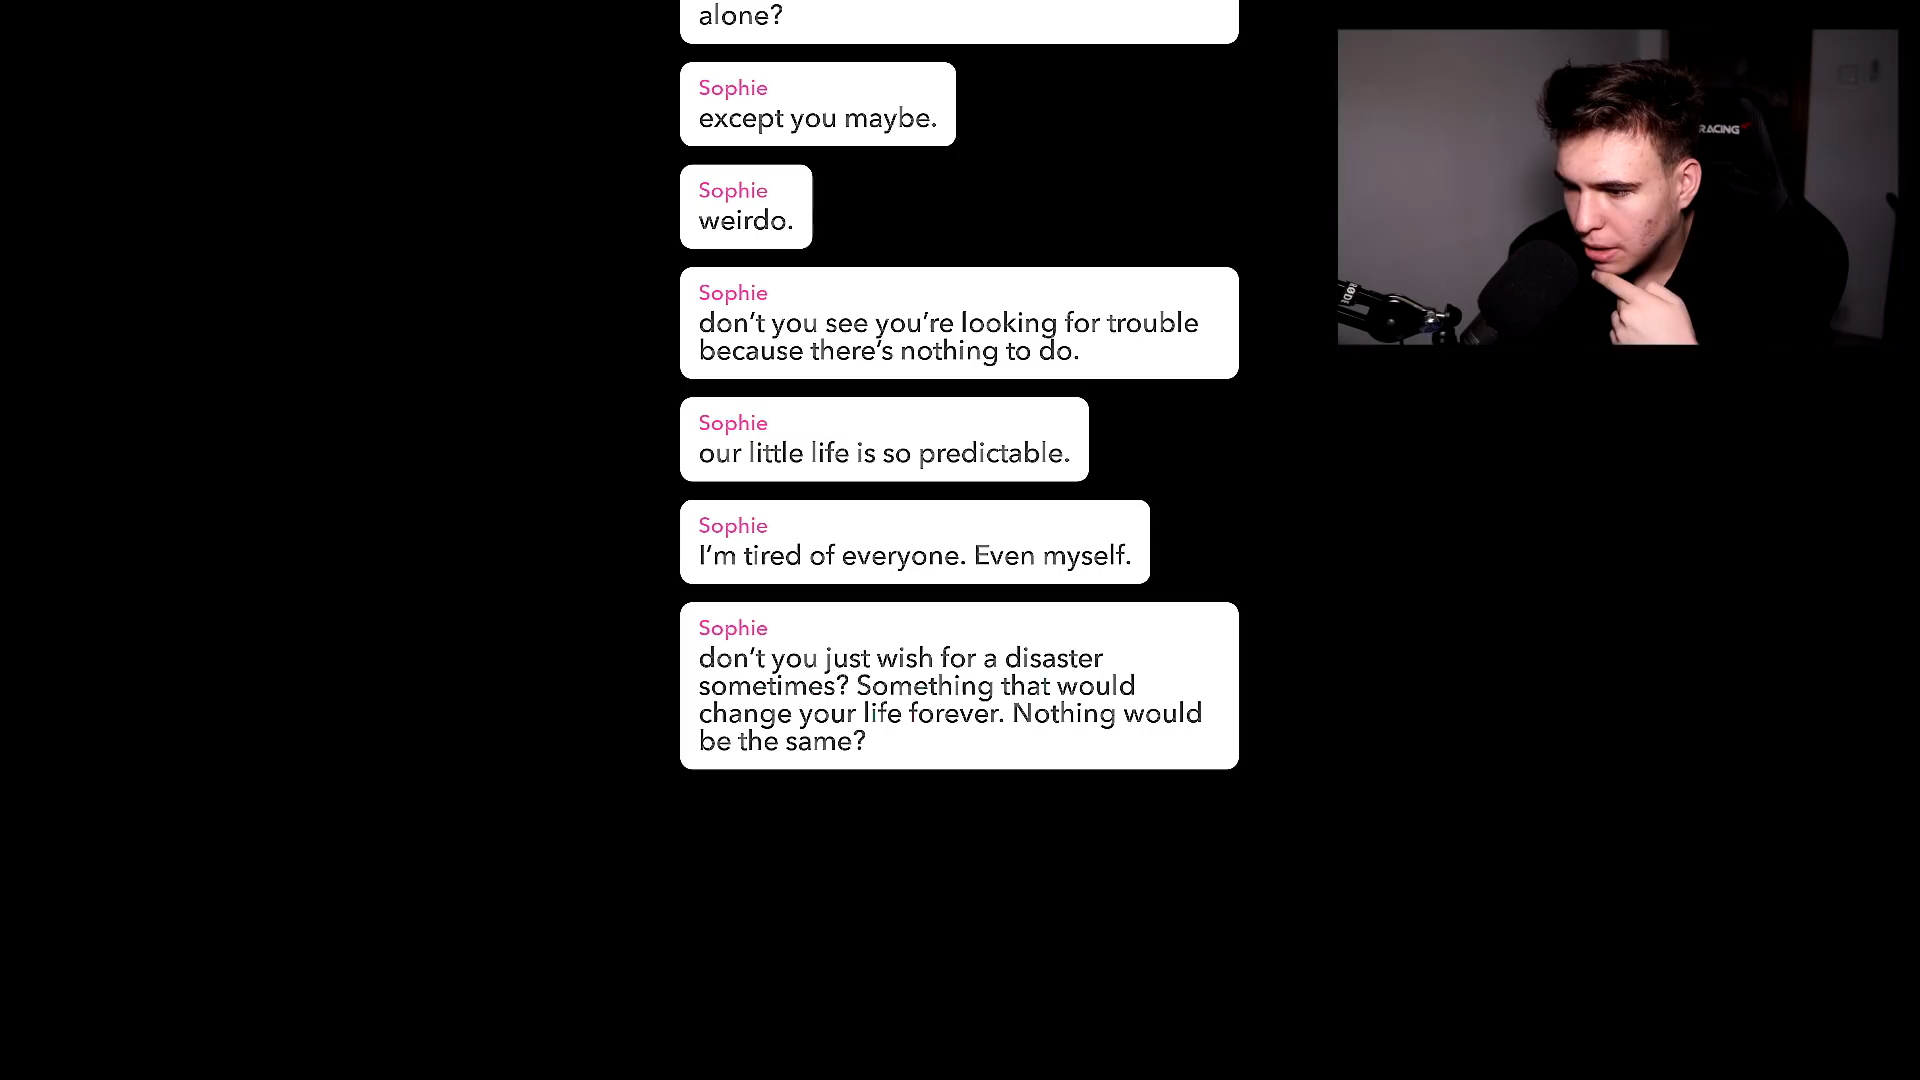 alone?
Sophie
except you maybe.
Sophie
weirdo.
Sophie
don't you see you're looking for trouble
because there's nothing to do.
Sophie
our little life is so predictable.
Sophie
I'm tired of everyone. Even myself.
Sophie
don't you just wish for a disaster
sometimes? Something that would
change your life forever. Nothing would
be the same?
RACING
RØDE